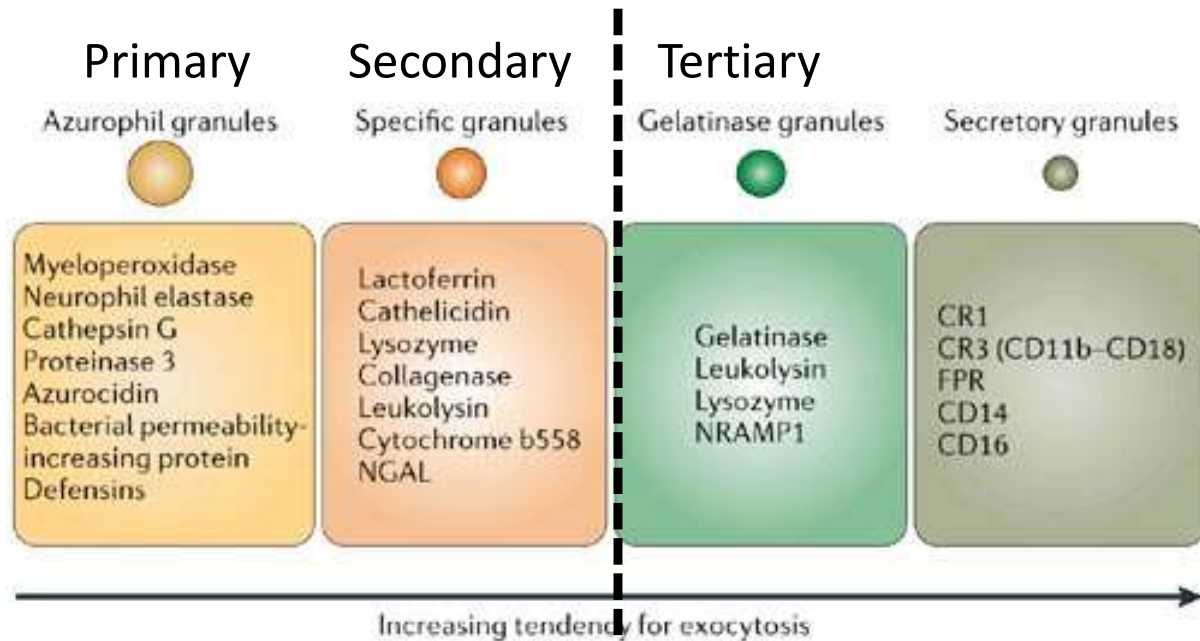 Primary
Secondary
Tertiary
Azurophil granules
Specific granules
Gelatinase granules
Secretory granules
Myeloperoxidase
Neurophil elastase
Cathepsin G
Proteinase 3
Azurocidin
Bacterial permeability-
increasing protein
Defensins
Lactoferrin
Cathelicidin
Lysozyme
Collagenase
Leukolysin
Cytochrome b558
NGAL
Gelatinase
Leukolysin
Lysozyme
NRAMP1
CR1
CR3 (CD11b–CD18)
FPR
CD14
CD16
Increasing tendency for exocytosis